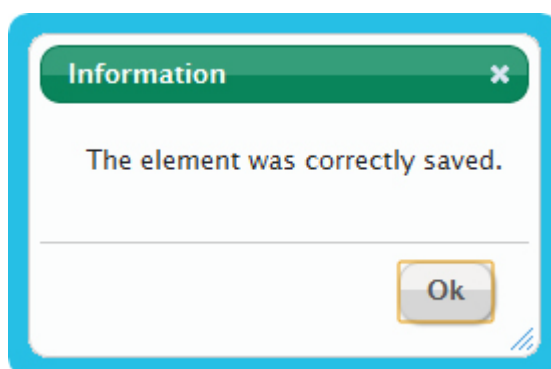 Information
The element was correctly saved.
Ok